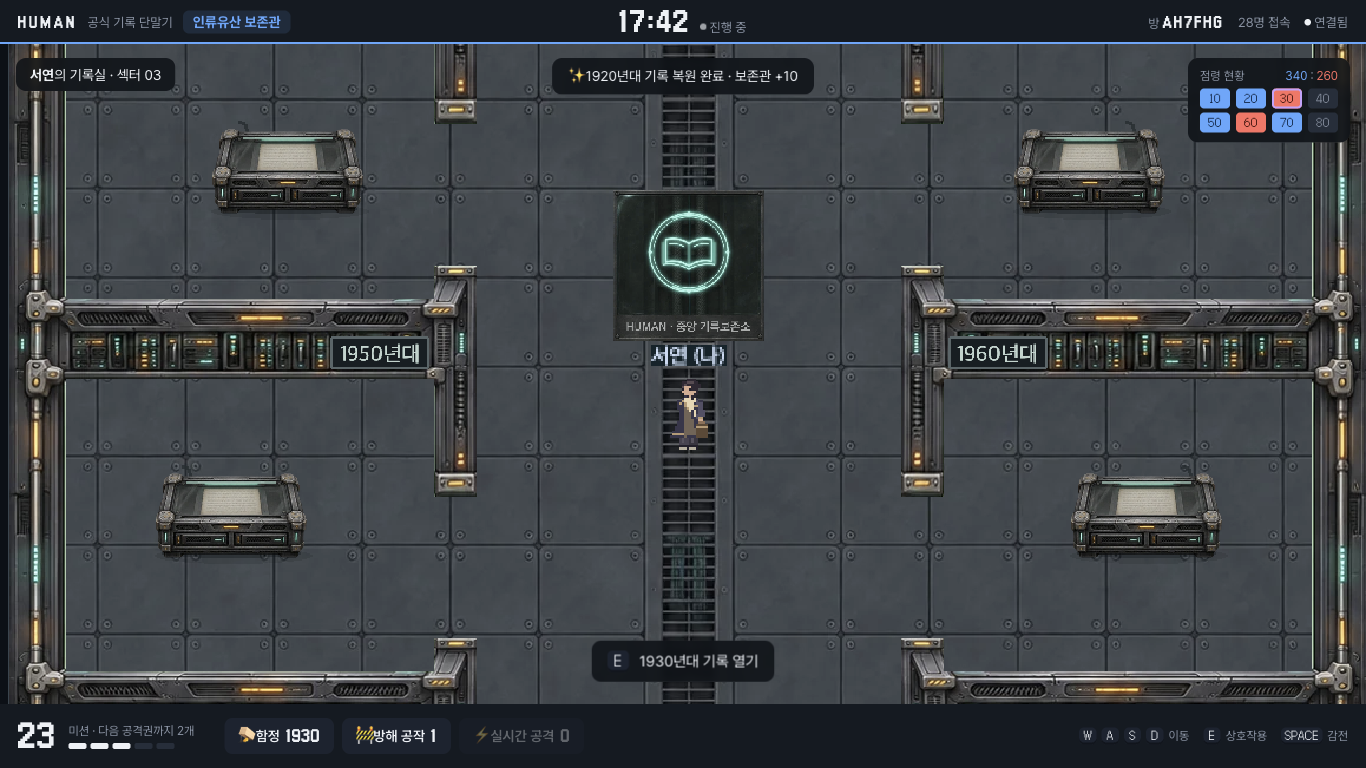 HUMAN 공식 기록 단말기 인류유산 보존관
17:42 진행 중
방 AH7FHG 28명 접속 연결됨
서연의 기록실 · 섹터 03
✨1920년대 기록 복원 완료 · 보존관 +10
점령 현황 340 : 260
10 20 30 40
50 60 70 80
HUMAN · 중앙 기록보존소
1950년대
1960년대
서연 (나)
E 1930년대 기록 열기
23 미션 · 다음 공격권까지 2개
함정 1930
방해 공작 1
실시간 공격 0
W A S D 이동 E 상호작용 SPACE 감전